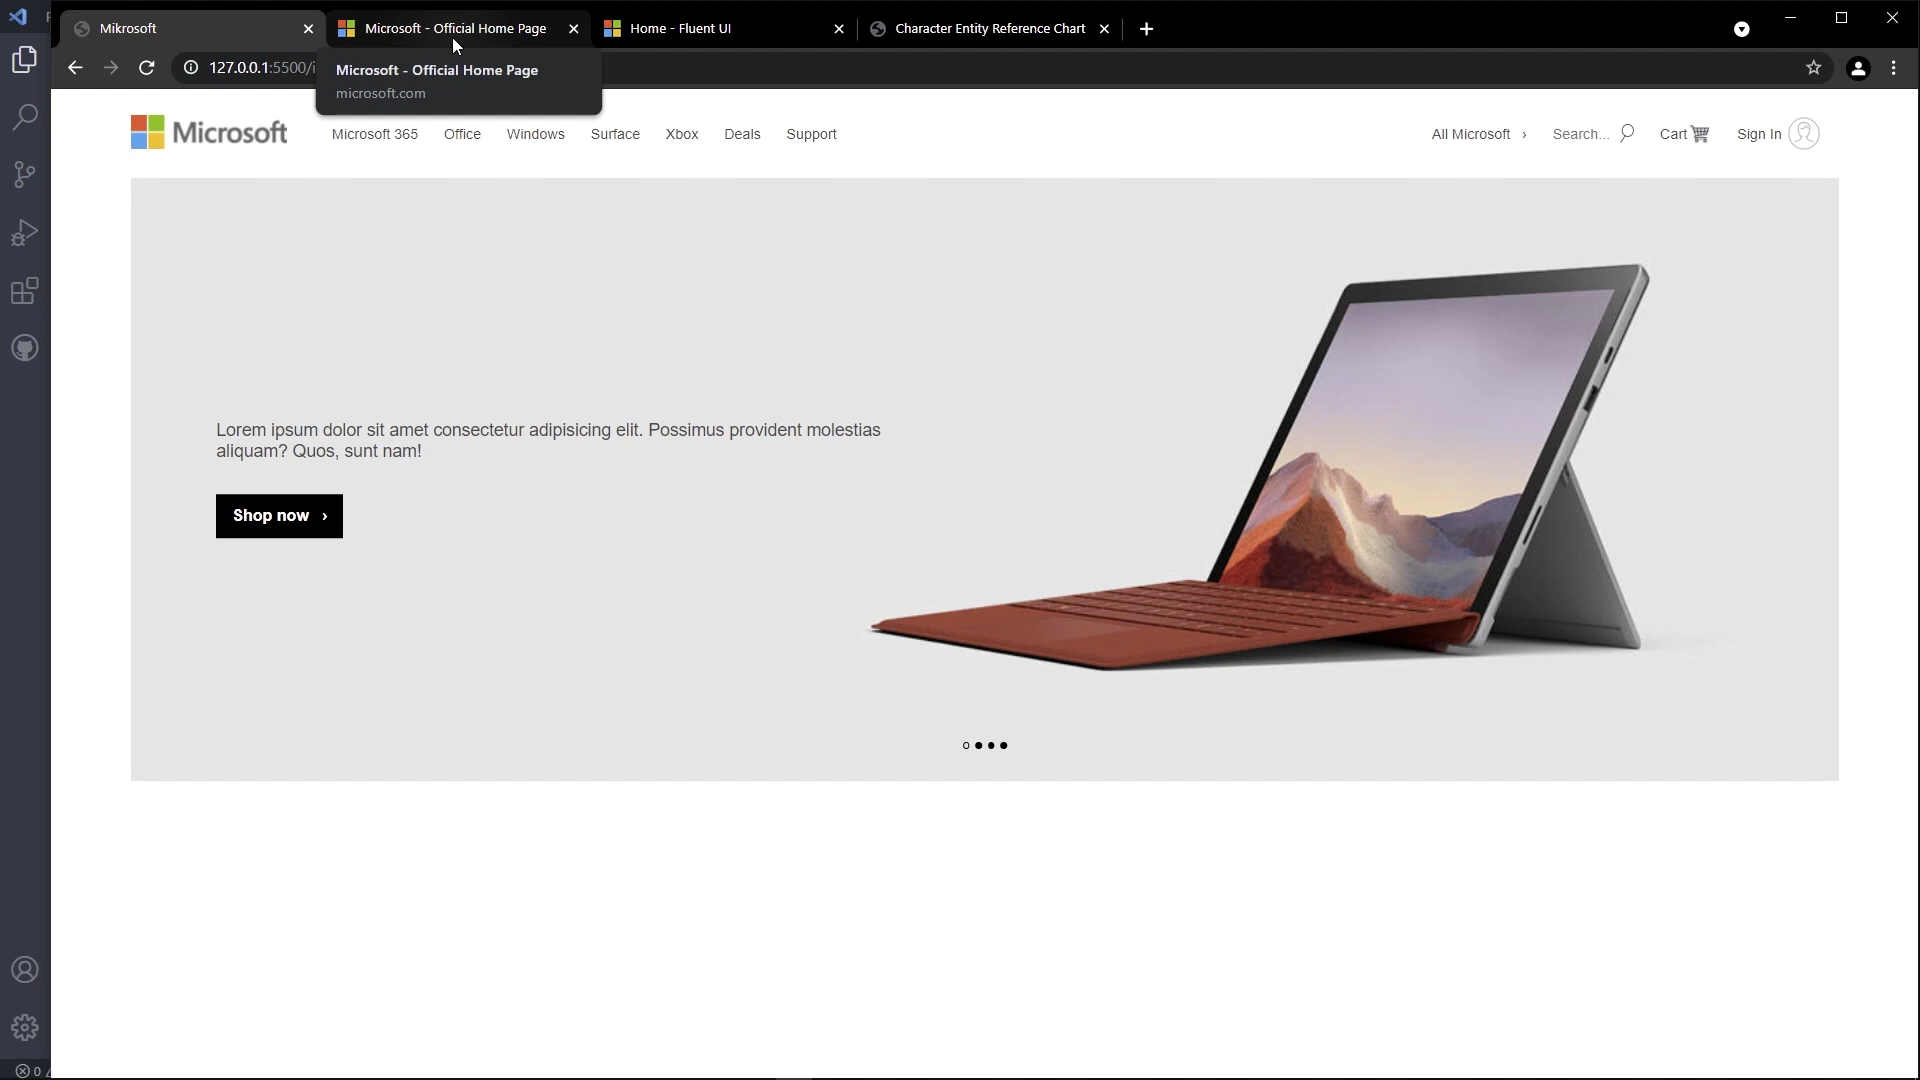 Mikrosoft
Microsoft - Official Home Page
Home - Fluent UI
Character Entity Reference Chart
127.0.0.1:5500/i
Microsoft - Official Home Page
microsoft.com
Microsoft
Microsoft 365 Office Windows Surface Xbox Deals Support
All Microsoft › Search... Cart Sign In
Lorem ipsum dolor sit amet consectetur adipisicing elit. Possimus provident molestias
aliquam? Quos, sunt nam!
Shop now ›
0